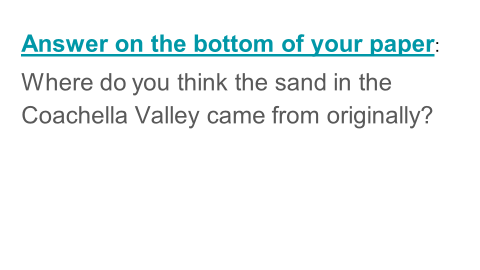 Answer on the bottom of your paper:
Where do you think the sand in the
Coachella Valley came from originally?